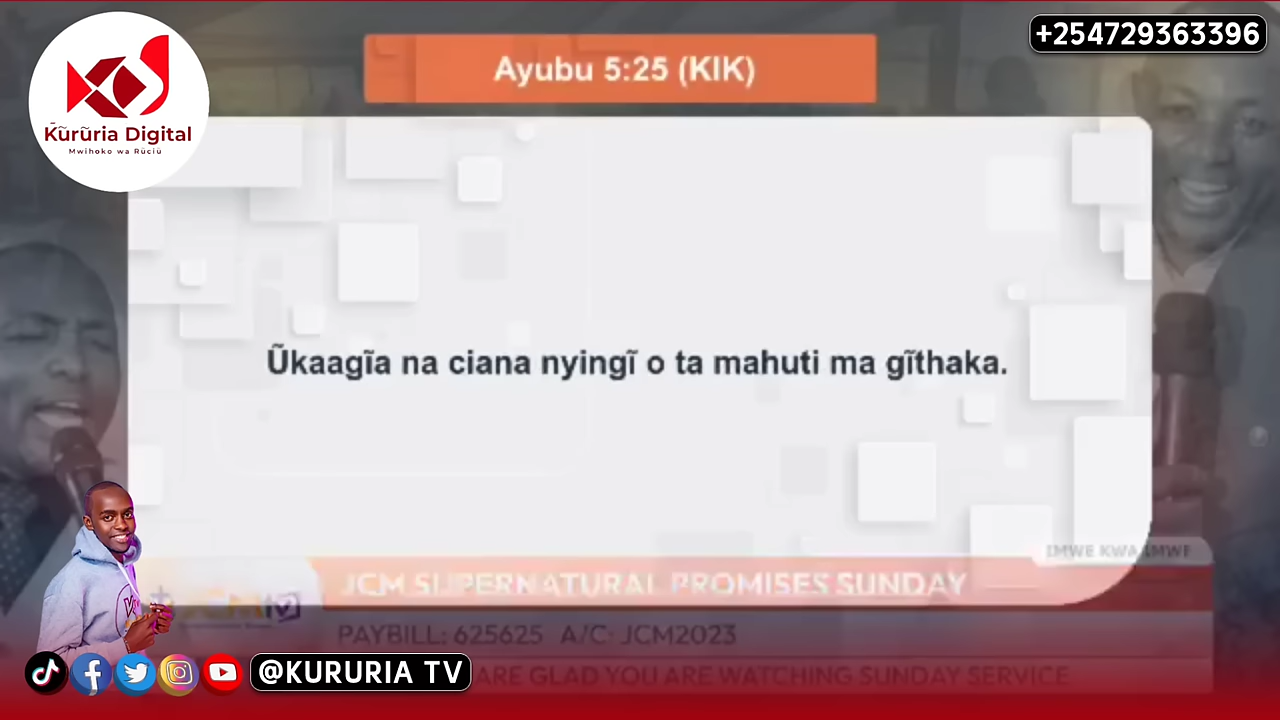 +254729363396
Ayubu 5:25 (KIK)
Kũrũria Digital
Mwihoko wa Rũciũ
Ũkaagĩa na ciana nyingĩ o ta mahuti ma gĩthaka.
IMWE KWA IMWE
JCM SUPERNATURAL PROMISES SUNDAY
PAYBILL: 625625 A/C: JCM2023
ARE GLAD YOU ARE WATCHING SUNDAY SERVICE
@KURURIA TV